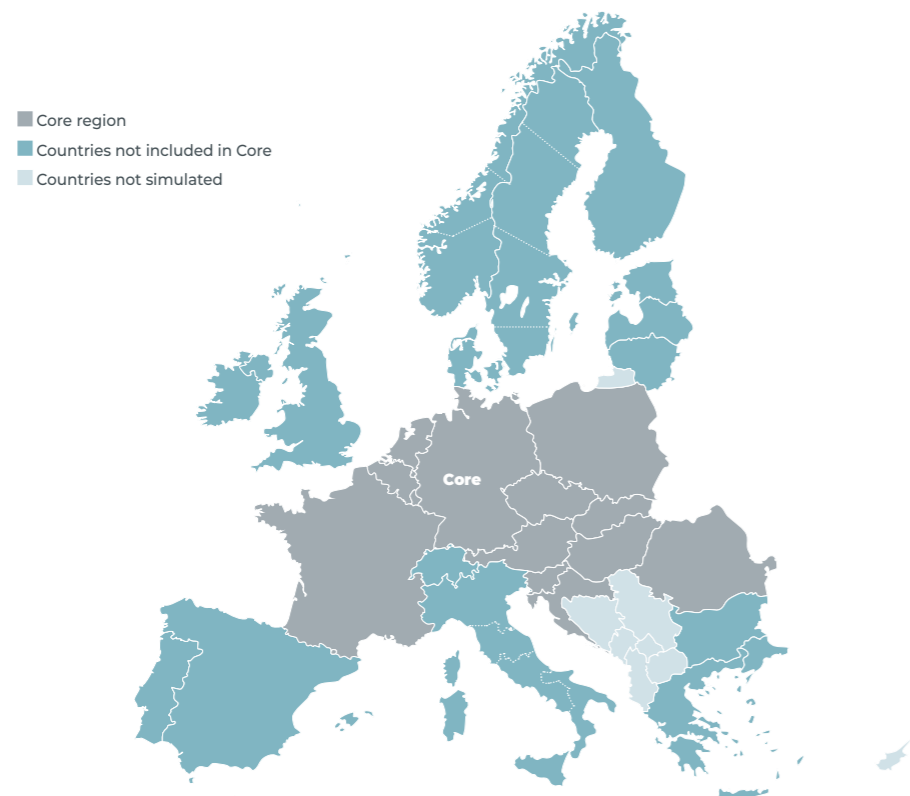 Core region
Countries not included in Core
Countries not simulated
Core